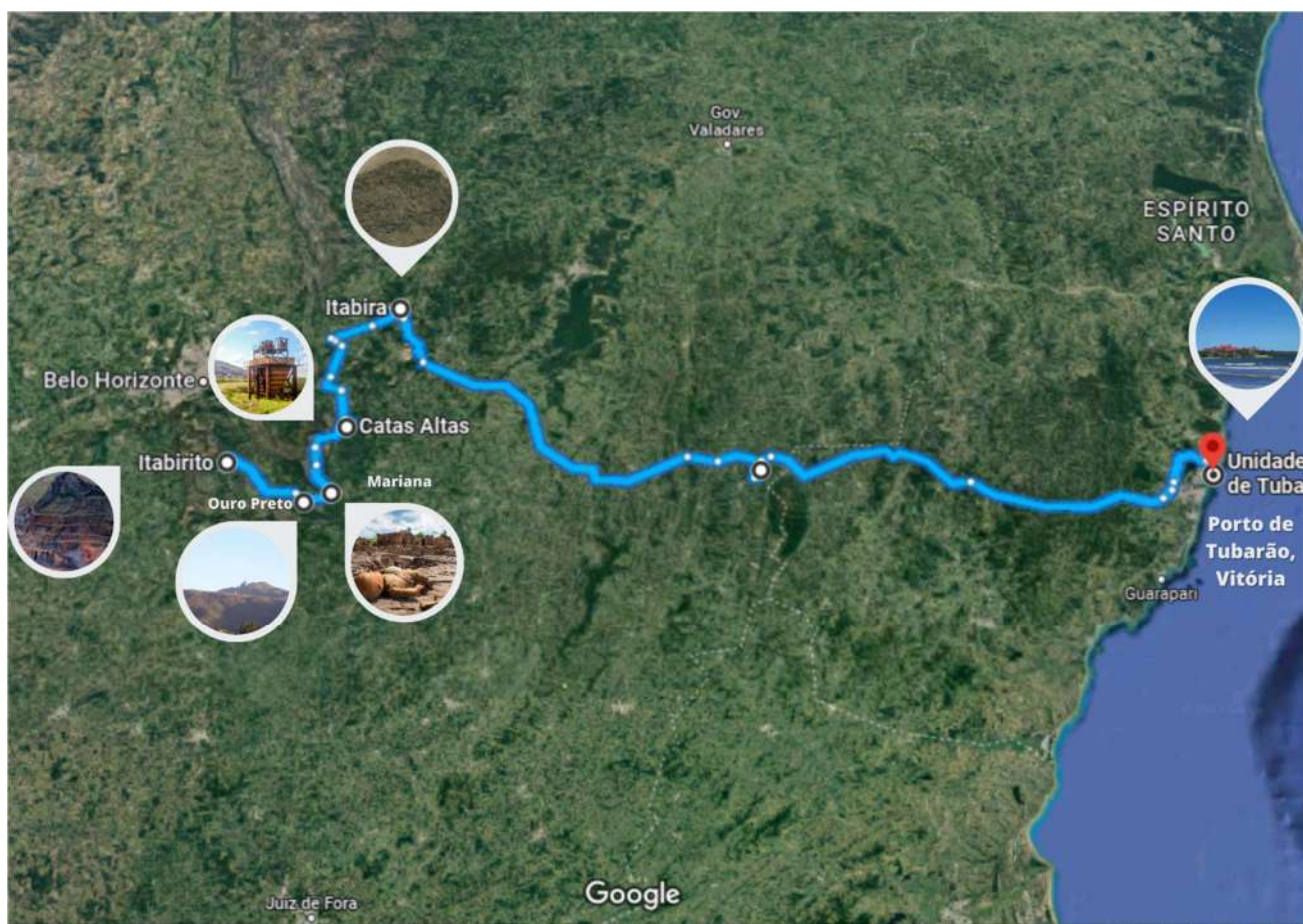 Gov.
Valadares
ESPÍRITO
SANTO
Itabira
Belo Horizonte
Catas Altas
Itabirito
Mariana
Ouro Preto
Unidade
de Tuba
Porto de
Tubarão,
Vitória
Guarapari
Google
Juiz de Fora